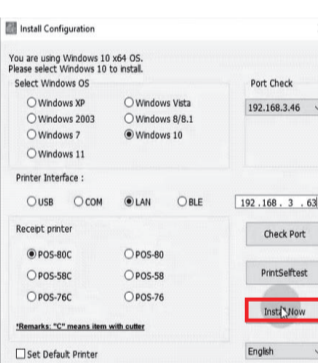 Install Configuration
You are using Windows 10 x64 OS.
Please select Windows 10 to install.
Select Windows OS
Port Check
Windows XP
Windows Vista
192.168.3.46
Windows 2003
Windows 8/8.1
Windows 7
Windows 10
Windows 11
Printer Interface :
USB
COM
LAN
BLE
192 . 168 . 3 . 63
Receipt printer
Check Port
POS-80C
POS-80
POS-58C
POS-58
PrintSelftest
POS-76C
POS-76
Install Now
*Remarks: "C" means item with cutter
Set Default Printer
English